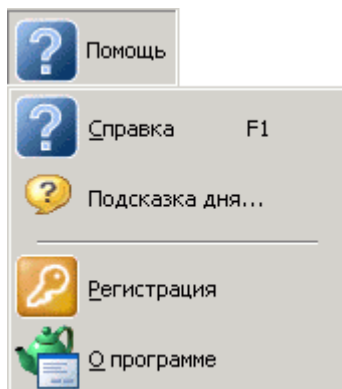 Помощь
Справка F1
Подсказка дня...
Регистрация
О программе